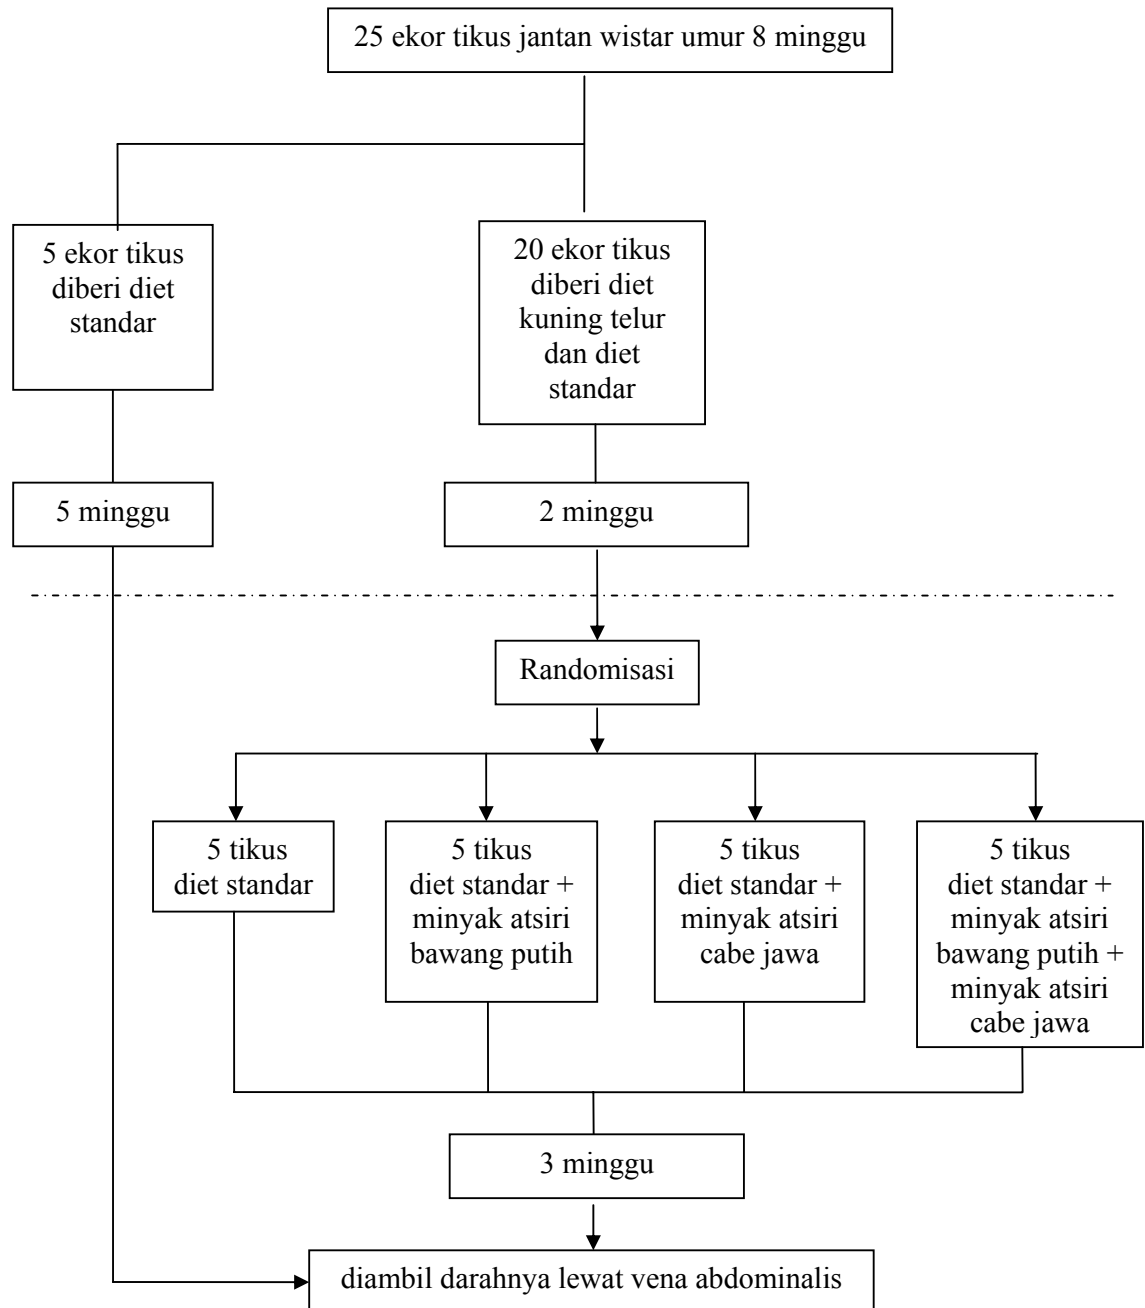 25 ekor tikus jantan wistar umur 8 minggu
5 ekor tikus
diberi diet
standar
20 ekor tikus
diberi diet
kuning telur
dan diet
standar
5 minggu
2 minggu
Randomisasi
5 tikus
diet standar
5 tikus
diet standar +
minyak atsiri
bawang putih
5 tikus
diet standar +
minyak atsiri
cabe jawa
5 tikus
diet standar +
minyak atsiri
bawang putih +
minyak atsiri
cabe jawa
3 minggu
diambil darahnya lewat vena abdominalis